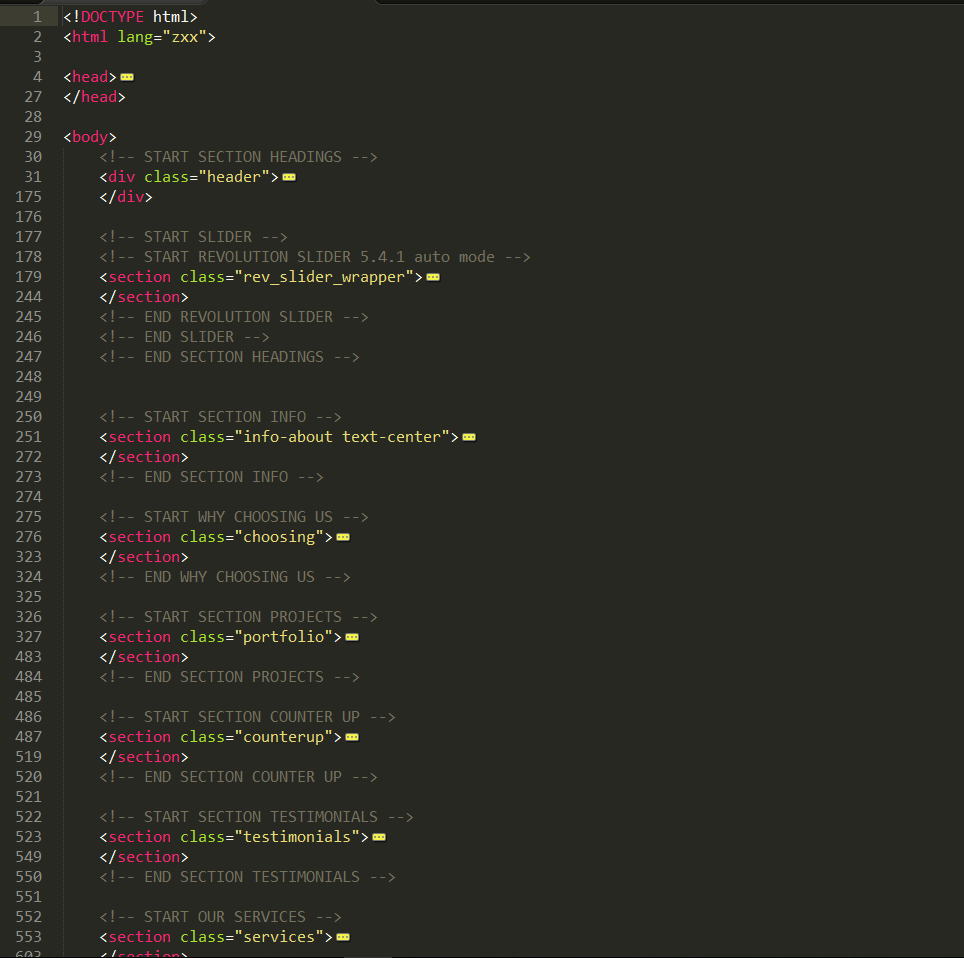 1 <!DOCTYPE html>
2 <html lang="zxx">
3
4 <head>
27 </head>
28
29 <body>
30 <!-- START SECTION HEADINGS -->
31 <div class="header">
175 </div>
176
177 <!-- START SLIDER -->
178 <!-- START REVOLUTION SLIDER 5.4.1 auto mode -->
179 <section class="rev_slider_wrapper">
244 </section>
245 <!-- END REVOLUTION SLIDER -->
246 <!-- END SLIDER -->
247 <!-- END SECTION HEADINGS -->
248
249
250 <!-- START SECTION INFO -->
251 <section class="info-about text-center">
272 </section>
273 <!-- END SECTION INFO -->
274
275 <!-- START WHY CHOOSING US -->
276 <section class="choosing">
323 </section>
324 <!-- END WHY CHOOSING US -->
325
326 <!-- START SECTION PROJECTS -->
327 <section class="portfolio">
483 </section>
484 <!-- END SECTION PROJECTS -->
485
486 <!-- START SECTION COUNTER UP -->
487 <section class="counterup">
519 </section>
520 <!-- END SECTION COUNTER UP -->
521
522 <!-- START SECTION TESTIMONIALS -->
523 <section class="testimonials">
549 </section>
550 <!-- END SECTION TESTIMONIALS -->
551
552 <!-- START OUR SERVICES -->
553 <section class="services">
603 </section>